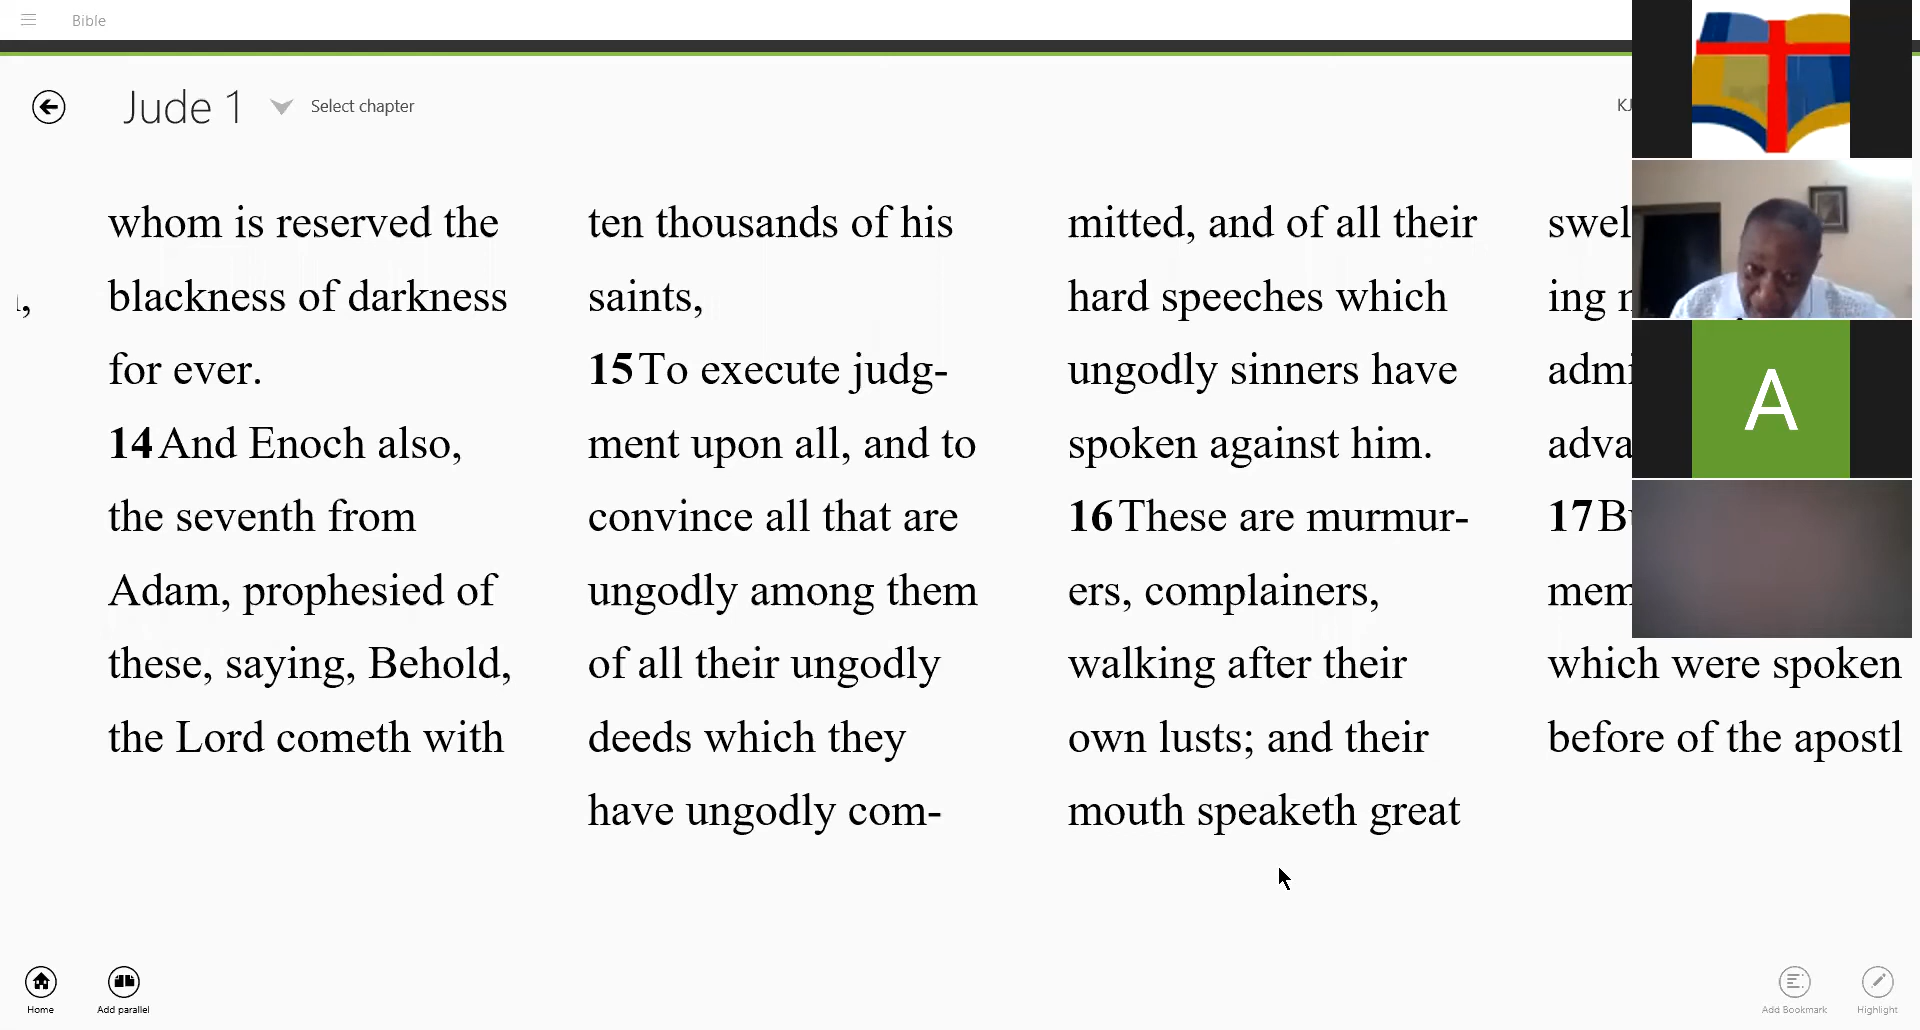 Bible
Jude 1
Select chapter
whom is reserved the
blackness of darkness
for ever.
14 And Enoch also,
the seventh from
Adam, prophesied of
these, saying, Behold,
the Lord cometh with
ten thousands of his
saints,
15 To execute judg-
ment upon all, and to
convince all that are
ungodly among them
of all their ungodly
deeds which they
have ungodly com-
mitted, and of all their
hard speeches which
ungodly sinners have
spoken against him.
16 These are murmur-
ers, complainers,
walking after their
own lusts; and their
mouth speaketh great
swel
ing
admi
adva
17
mem
which were spoken
before of the apostl
A
Home
Add parallel
Add Bookmark
Highlight